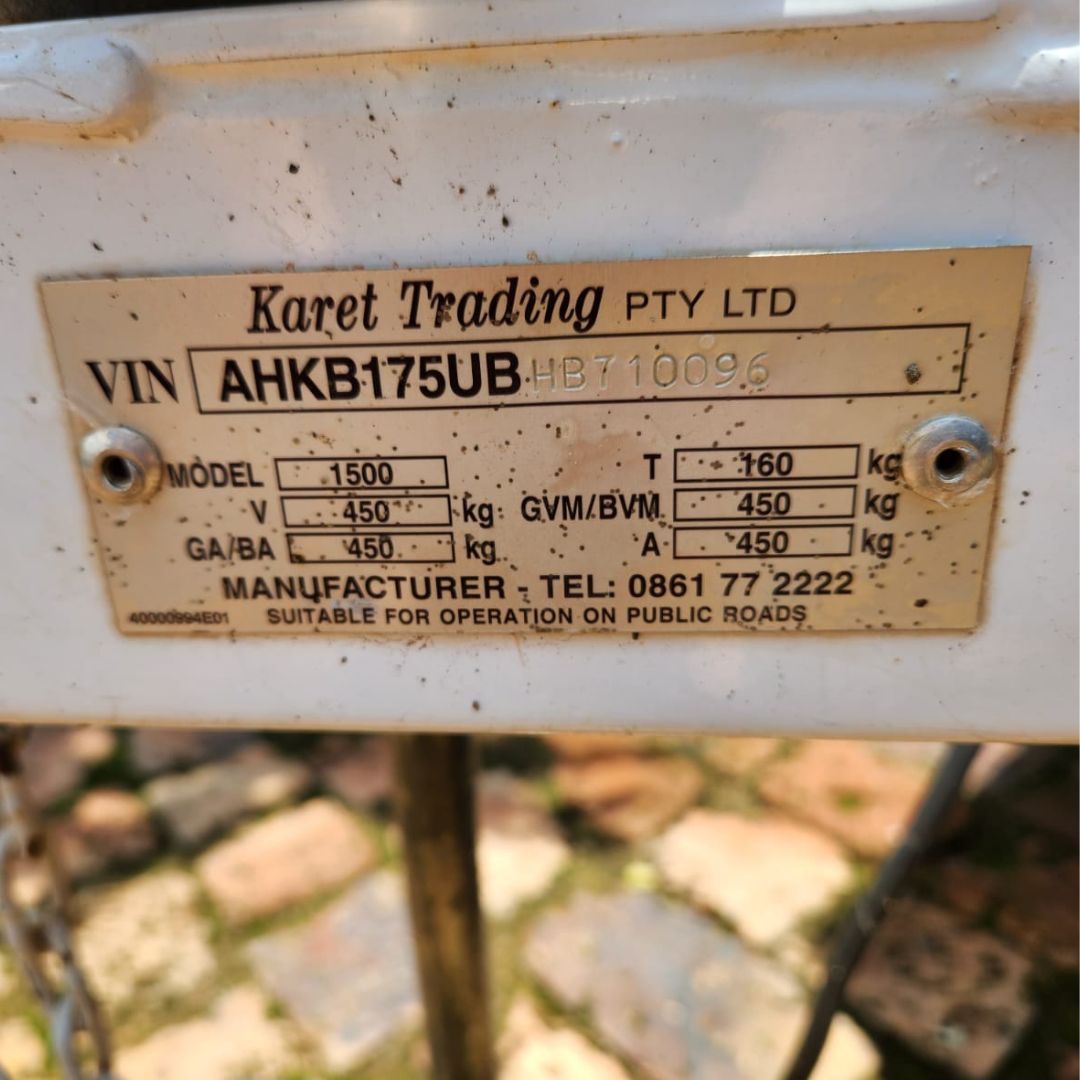 Karet Trading PTY LTD
VIN AHKB175UBHB710096
MODEL 1500 T 160 kg
V 450 kg GVM/BVM 450 kg
GA/BA 450 kg A 450 kg
MANUFACTURER - TEL: 0861 77 2222
40000994E01 SUITABLE FOR OPERATION ON PUBLIC ROADS